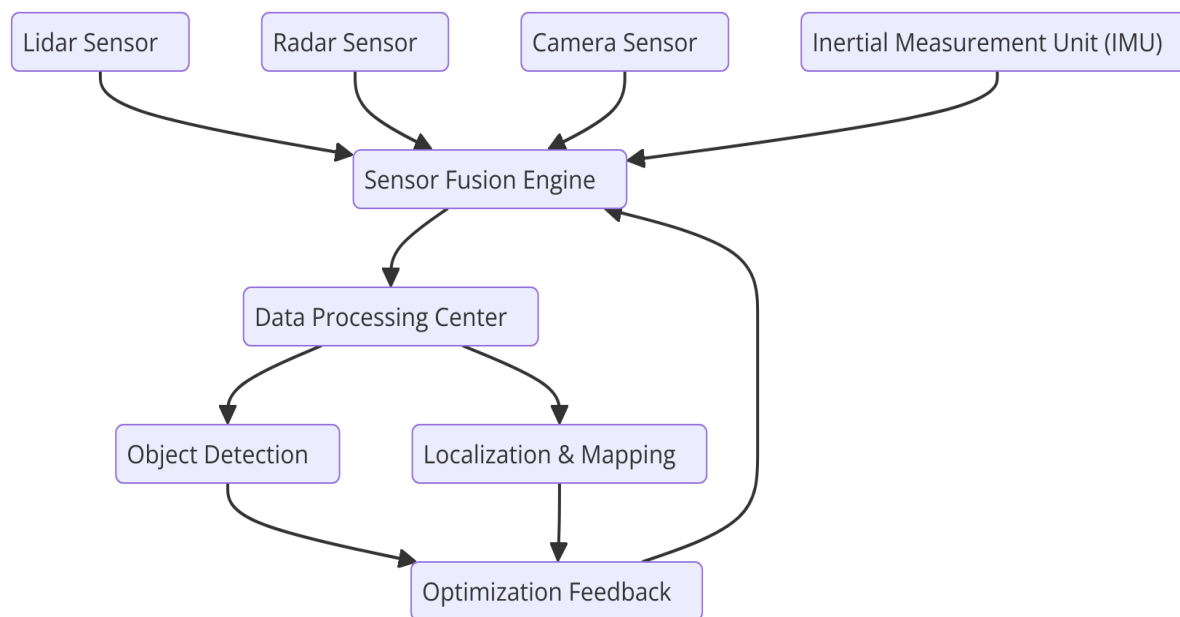 Lidar Sensor
Radar Sensor
Camera Sensor
Inertial Measurement Unit (IMU)
Sensor Fusion Engine
Data Processing Center
Object Detection
Localization & Mapping
Optimization Feedback